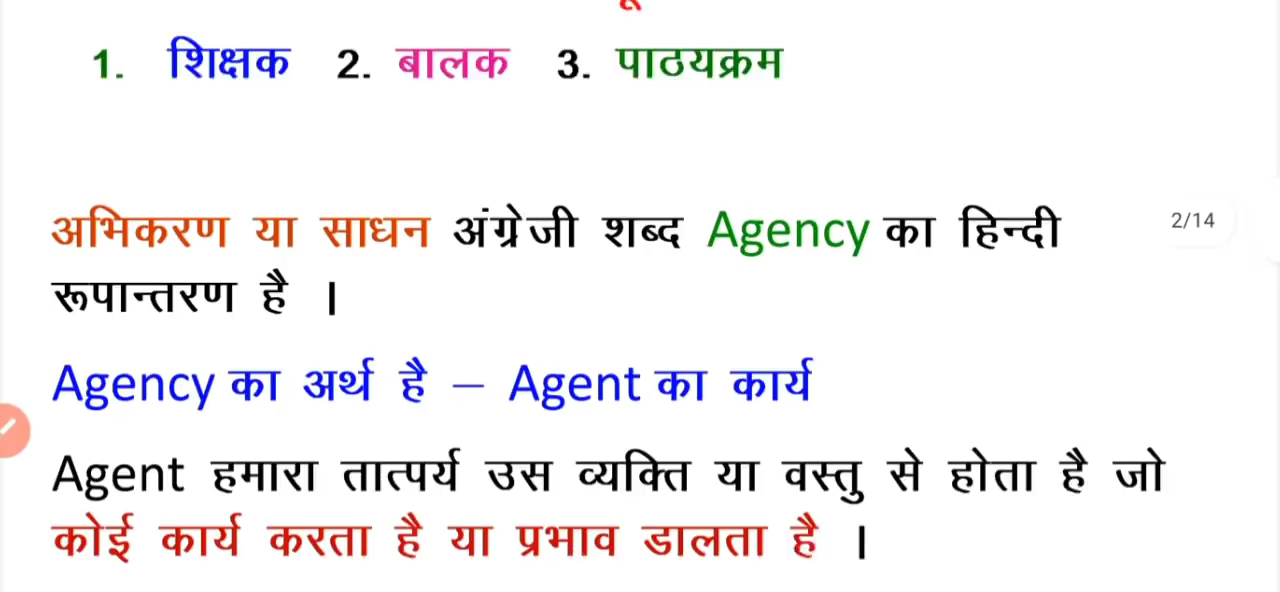 1. शिक्षक 2. बालक 3. पाठयक्रम
अभिकरण या साधन अंग्रेजी शब्द Agency का हिन्दी
2/14
रूपान्तरण है ।
Agency का अर्थ है – Agent का कार्य
Agent हमारा तात्पर्य उस व्यक्ति या वस्तु से होता है जो
कोई कार्य करता है या प्रभाव डालता है ।